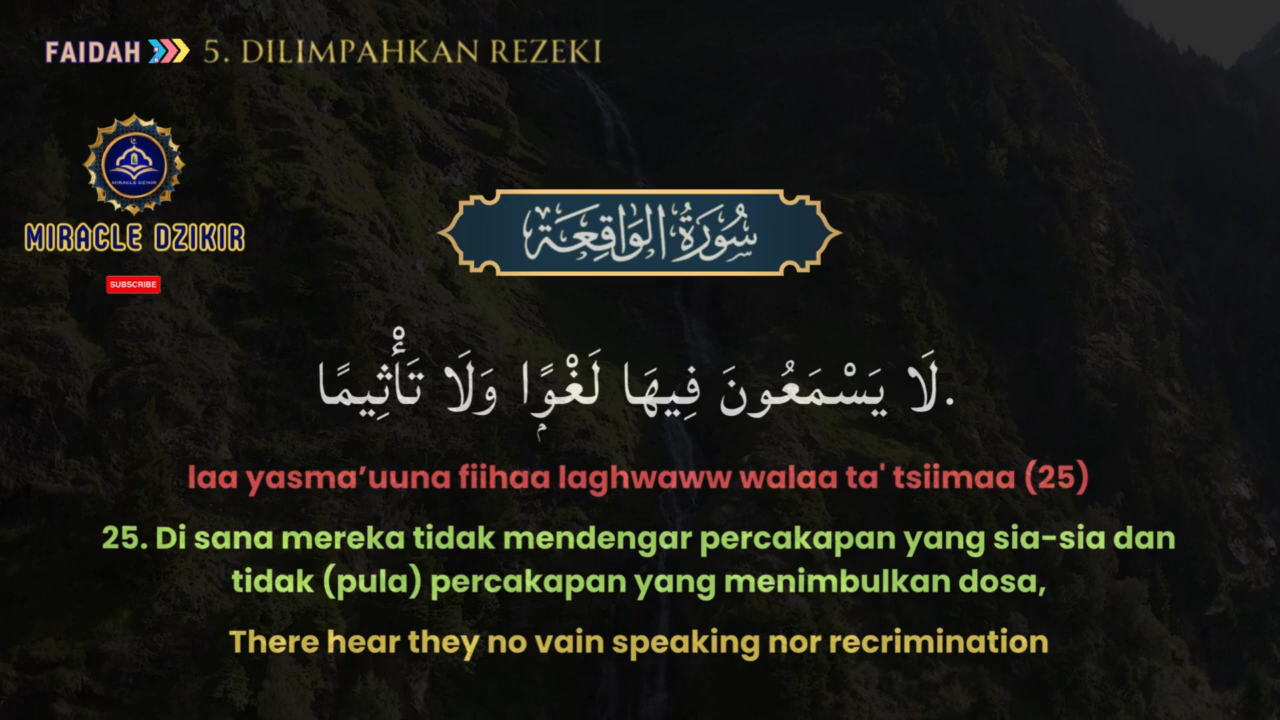 FAIDAH 5. DILIMPAHKAN REZEKI
MIRACLE DZIKIR
MIRACLE DZIKIR
SUBSCRIBE
سُورَةُ الوَاقِعَة
لَا يَسْمَعُونَ فِيهَا لَغْوًۭا وَلَا تَأْثِيمًا.
laa yasma’uuna fiihaa laghwaww walaa ta' tsiimaa (25)
25. Di sana mereka tidak mendengar percakapan yang sia-sia dan
tidak (pula) percakapan yang menimbulkan dosa,
There hear they no vain speaking nor recrimination